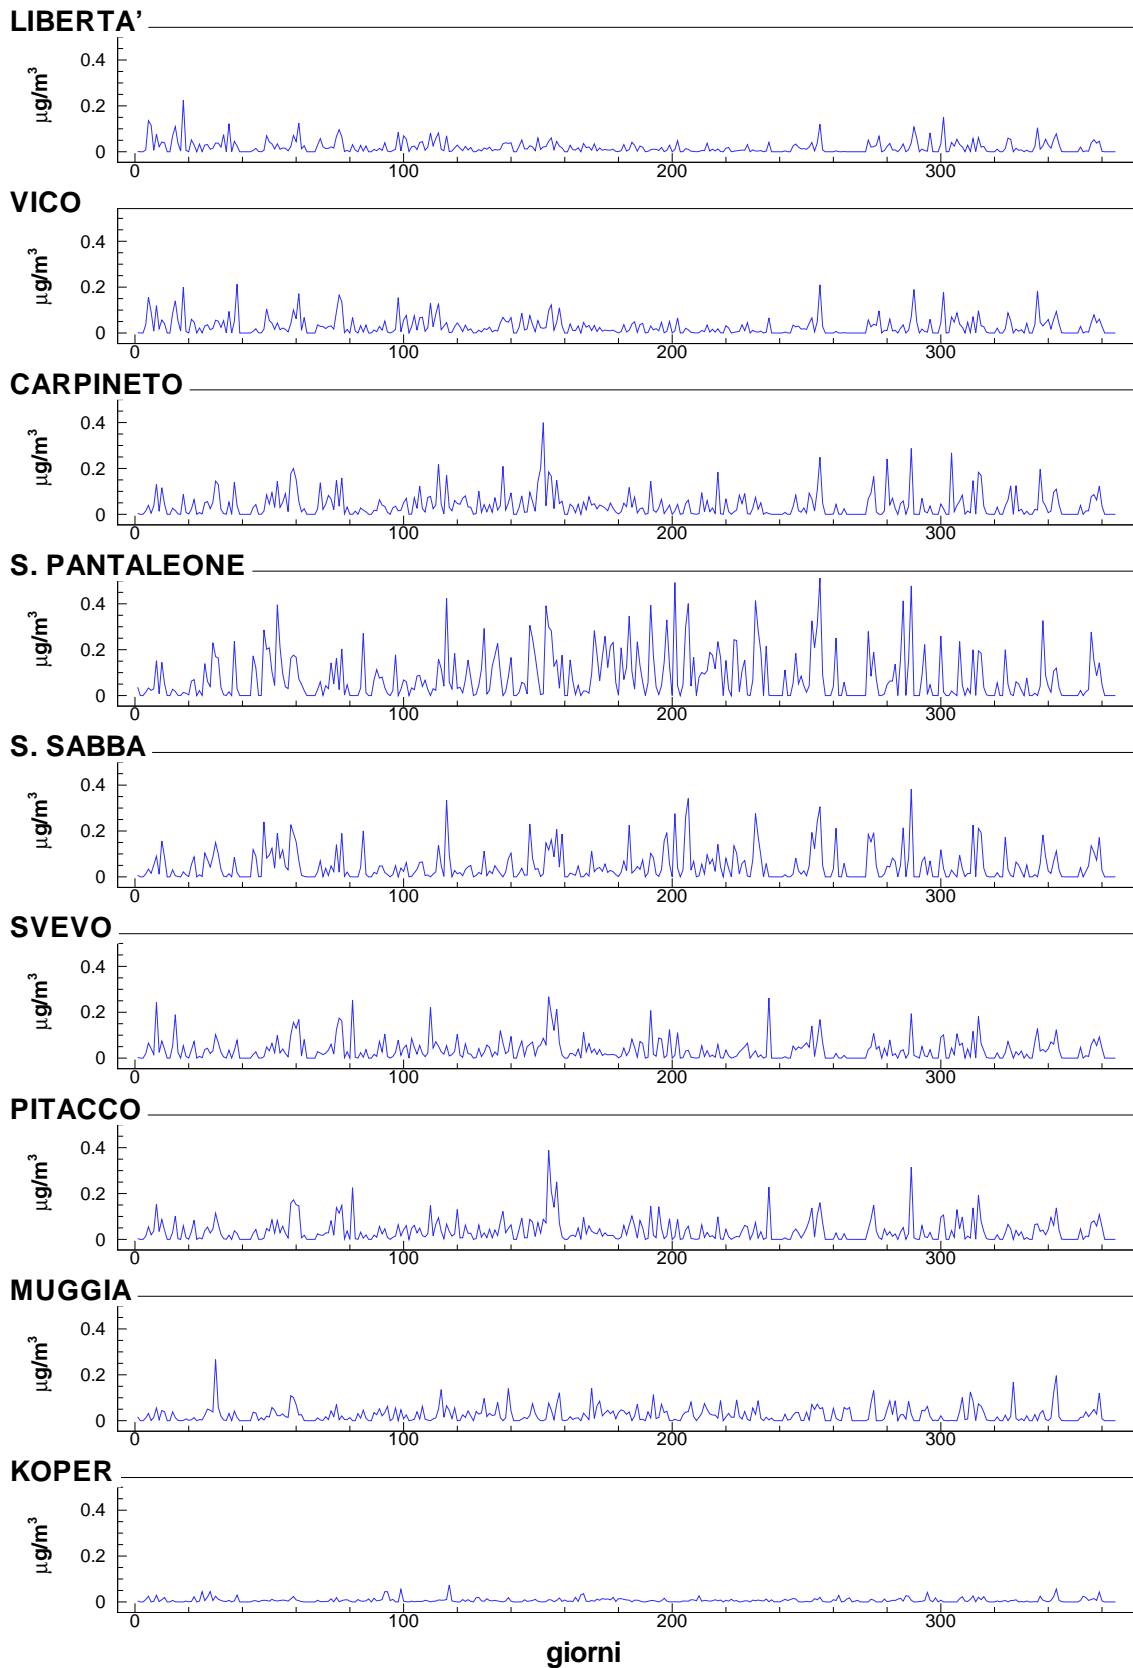 LIBERTA’
µg/m³
0.4
0.2
0
0 100 200 300
VICO
µg/m³
0.4
0.2
0
0 100 200 300
CARPINETO
µg/m³
0.4
0.2
0
0 100 200 300
S. PANTALEONE
µg/m³
0.4
0.2
0
0 100 200 300
S. SABBA
µg/m³
0.4
0.2
0
0 100 200 300
SVEVO
µg/m³
0.4
0.2
0
0 100 200 300
PITACCO
µg/m³
0.4
0.2
0
0 100 200 300
MUGGIA
µg/m³
0.4
0.2
0
0 100 200 300
KOPER
µg/m³
0.4
0.2
0
0 100 200 300
giorni